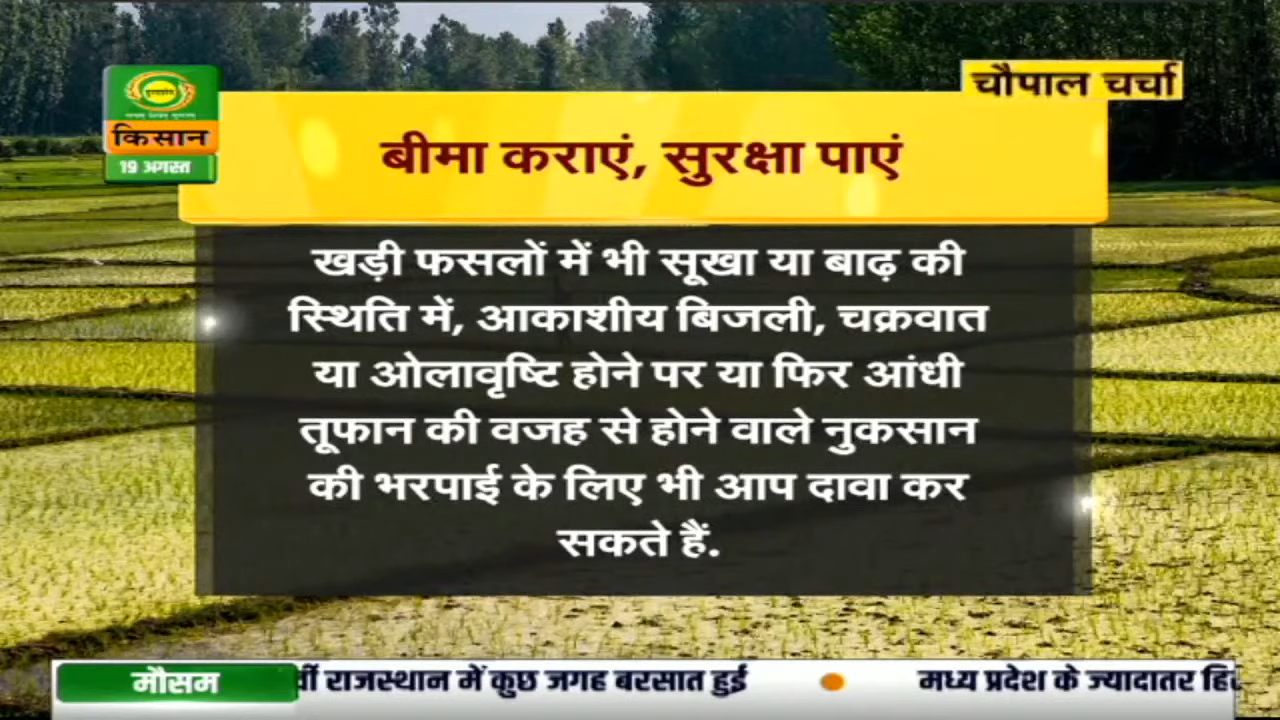 चौपाल चर्चा
किसान
19 अगस्त
बीमा कराएं, सुरक्षा पाएं
खड़ी फसलों में भी सूखा या बाढ़ की
स्थिति में, आकाशीय बिजली, चक्रवात
या ओलावृष्टि होने पर या फिर आंधी
तूफान की वजह से होने वाले नुकसान
की भरपाई के लिए भी आप दावा कर
सकते हैं.
मौसम
राजस्थान में कुछ जगह बरसात हुई
मध्य प्रदेश के ज्यादातर